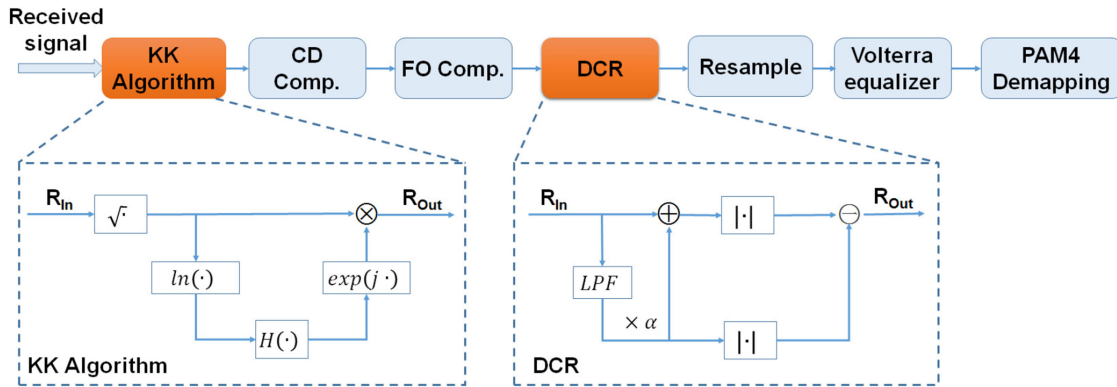 Received
signal
KK
Algorithm
CD
Comp.
FO Comp.
DCR
Resample
Volterra
equalizer
PAM4
Demapping
R_In
√·
⊗
R_Out
ln(·)
exp(j ·)
H(·)
KK Algorithm
R_In
⊕
|·|
⊖
R_Out
LPF
× α
|·|
DCR